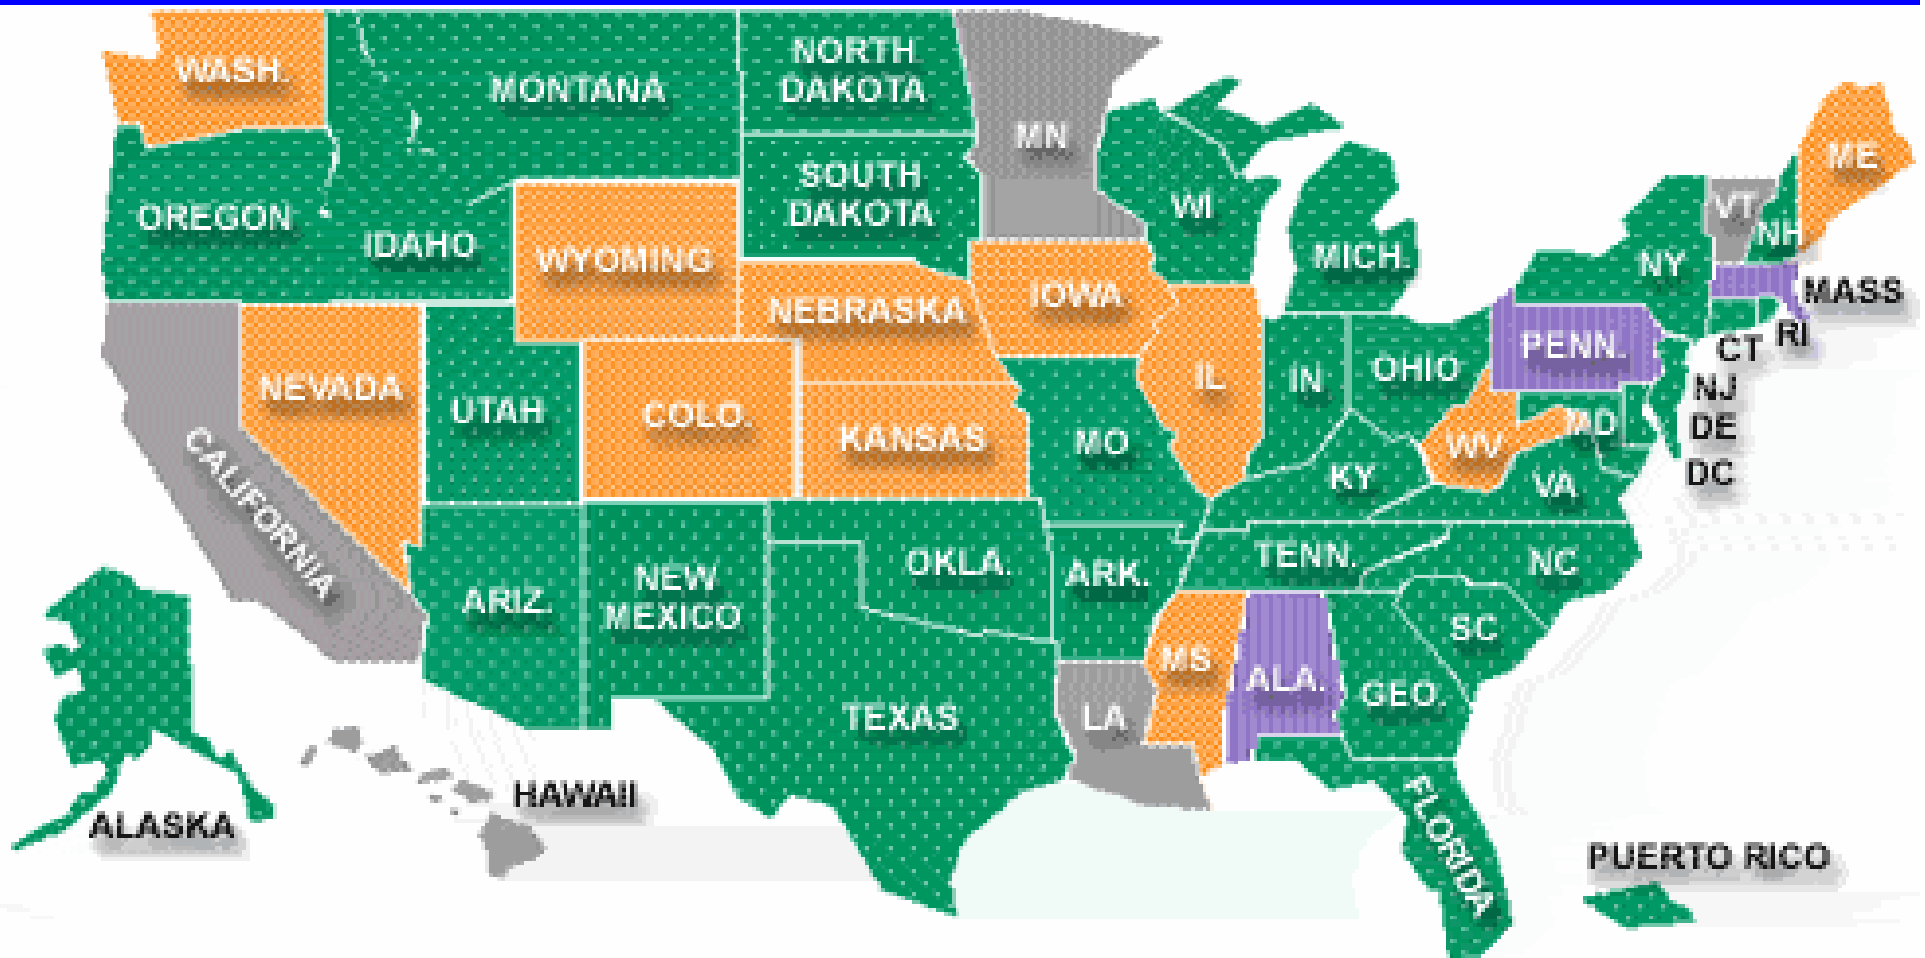 WASH.
MONTANA
NORTH
DAKOTA
MN
ME
SOUTH
DAKOTA
OREGON
IDAHO
WI
VT
NH
WYOMING
MICH.
NY
NEBRASKA
IOWA
MASS
NEVADA
UTAH
COLO.
KANSAS
MO
IL
IN
OHIO
PENN.
CT
RI
NJ
DE
DC
WV
MD
KY
VA
CALIFORNIA
ARIZ.
NEW
MEXICO
OKLA.
ARK.
TENN.
NC
SC
MS
ALA.
GEO.
TEXAS
LA
FLORIDA
ALASKA
HAWAII
PUERTO RICO